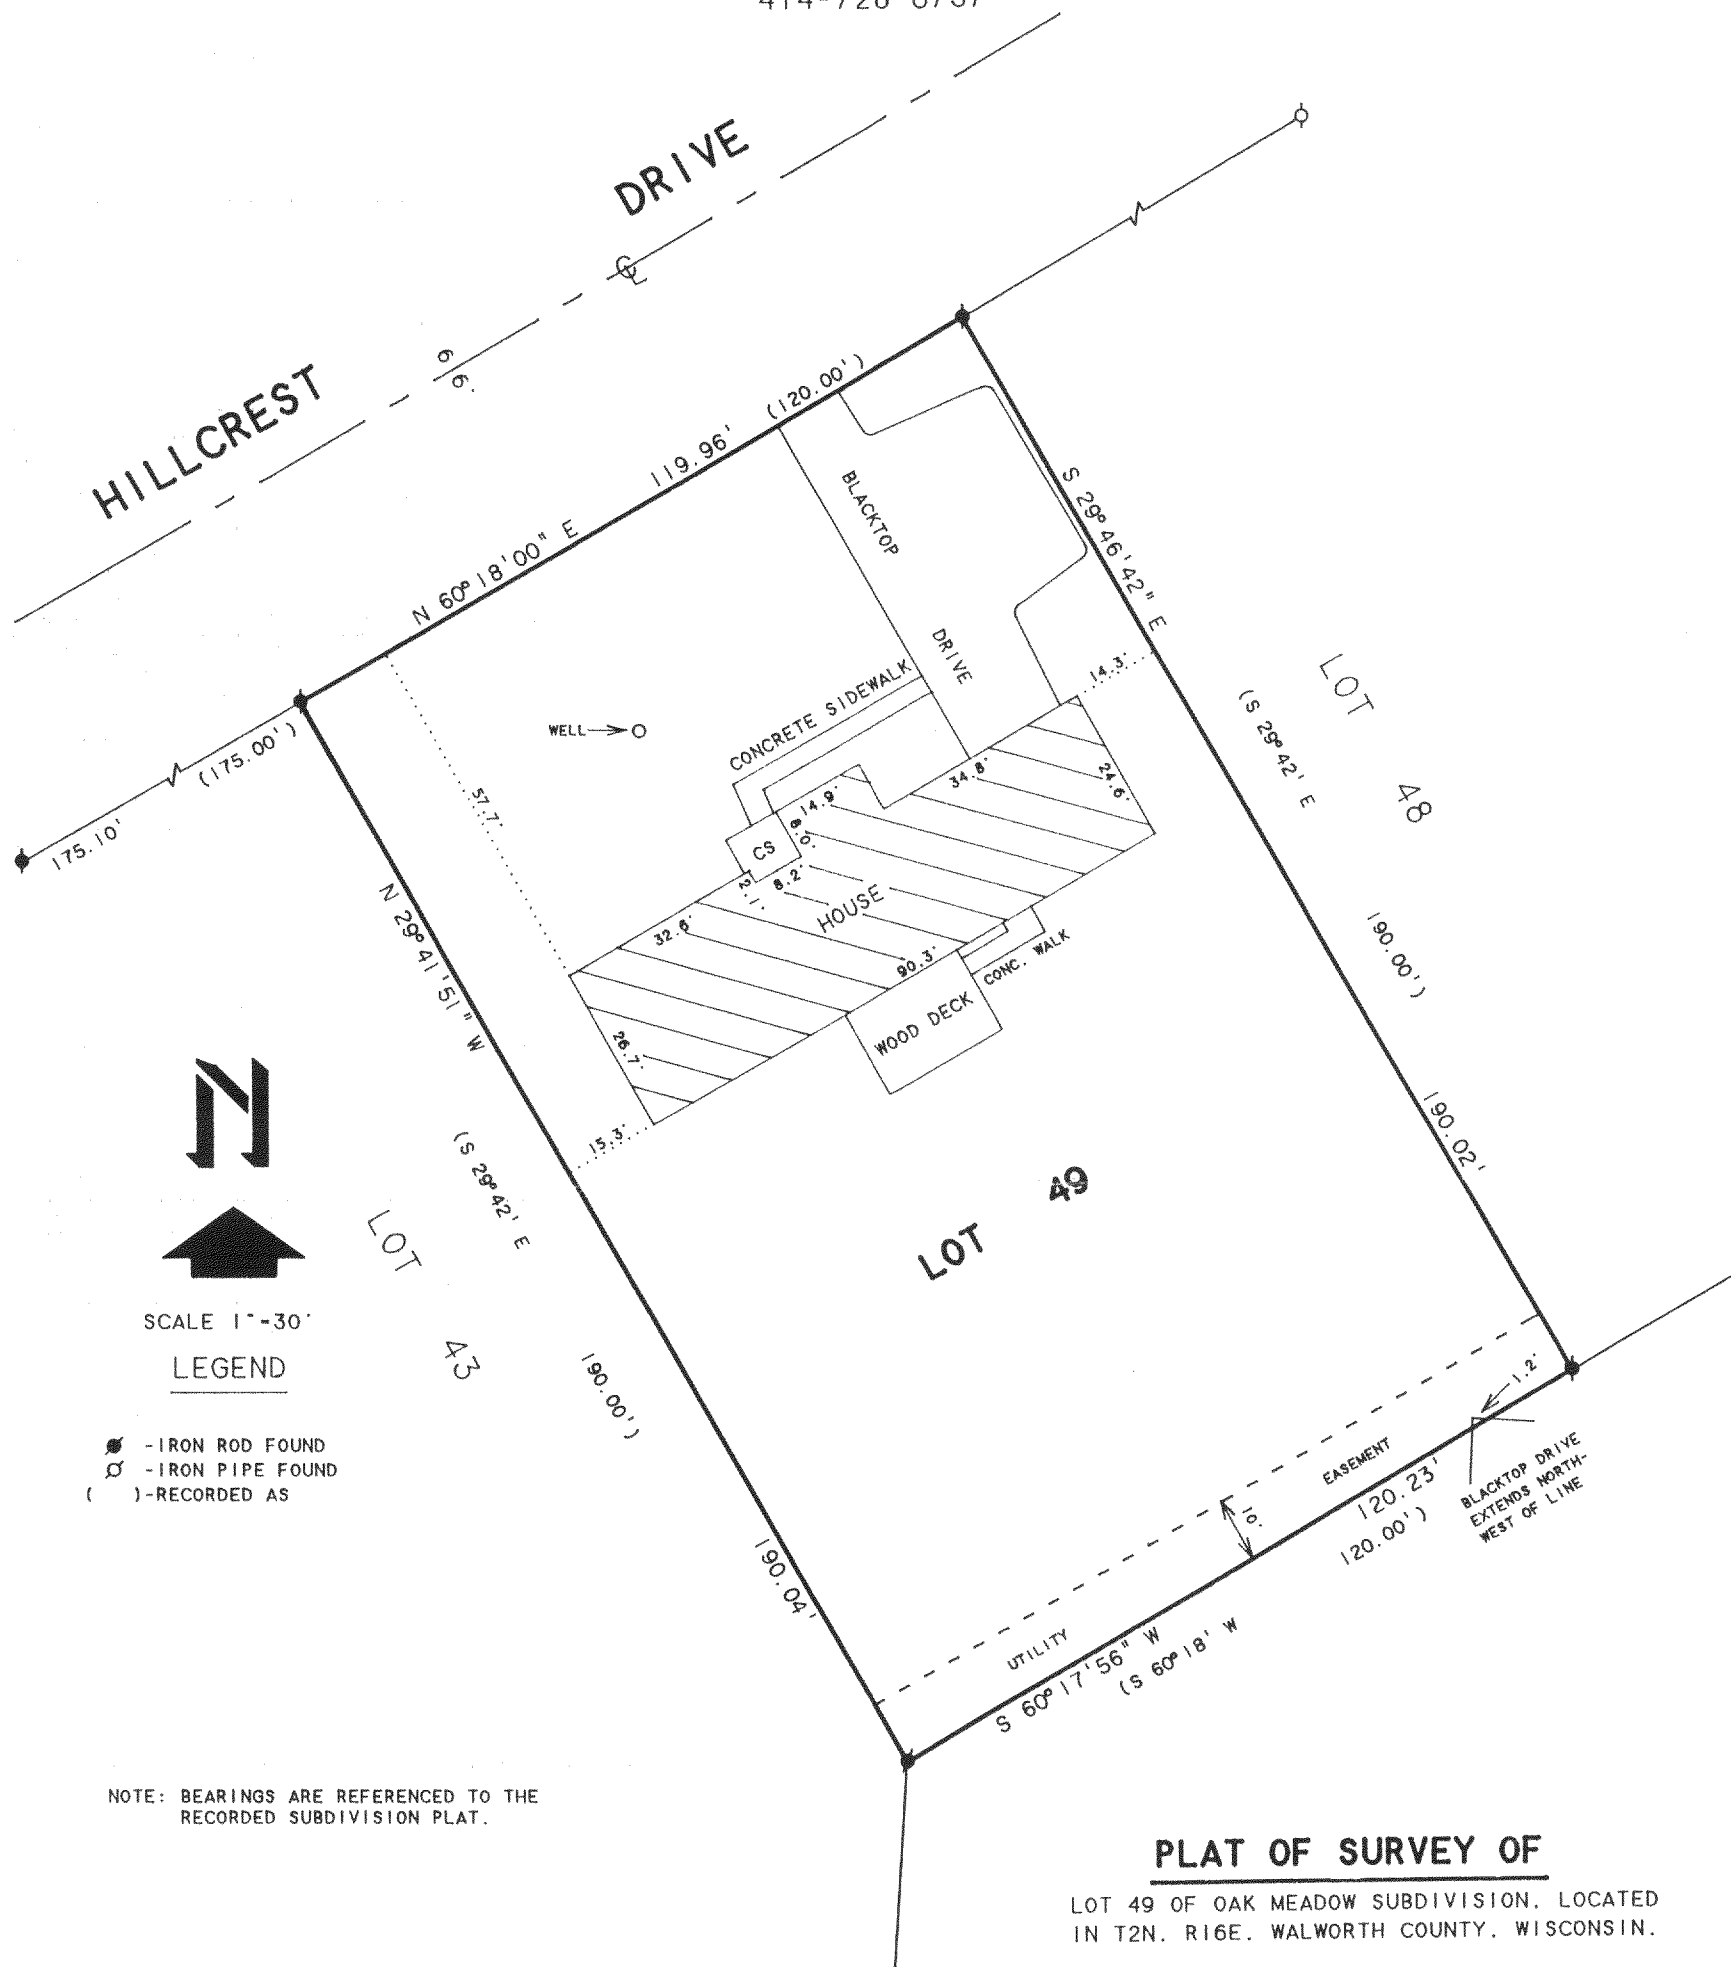 HILLCREST DRIVE
℄
66'
N 60°18'00" E
119.96'
(120.00')
175.10'
(175.00')
BLACKTOP
DRIVE
S 29°46'42" E
(S 29°42' E
190.00')
190.02'
LOT 48
14.3'
CONCRETE SIDEWALK
WELL
57.7'
34.8'
24.6'
14.9'
8.0'
CS
8.2'
2.1'
32.6'
HOUSE
90.3'
26.7'
15.3'
WOOD DECK
CONC. WALK
N 29°41'51" W
(S 29°42' E
190.00')
190.04'
LOT 43
LOT 49
N
SCALE 1"-30'
LEGEND
-IRON ROD FOUND
-IRON PIPE FOUND
( )-RECORDED AS
1.2'
BLACKTOP DRIVE
EXTENDS NORTH-
WEST OF LINE
UTILITY EASEMENT
10'
120.23'
120.00')
S 60°17'56" W
(S 60°18' W
NOTE: BEARINGS ARE REFERENCED TO THE
RECORDED SUBDIVISION PLAT.
PLAT OF SURVEY OF
LOT 49 OF OAK MEADOW SUBDIVISION, LOCATED
IN T2N, R16E, WALWORTH COUNTY, WISCONSIN.